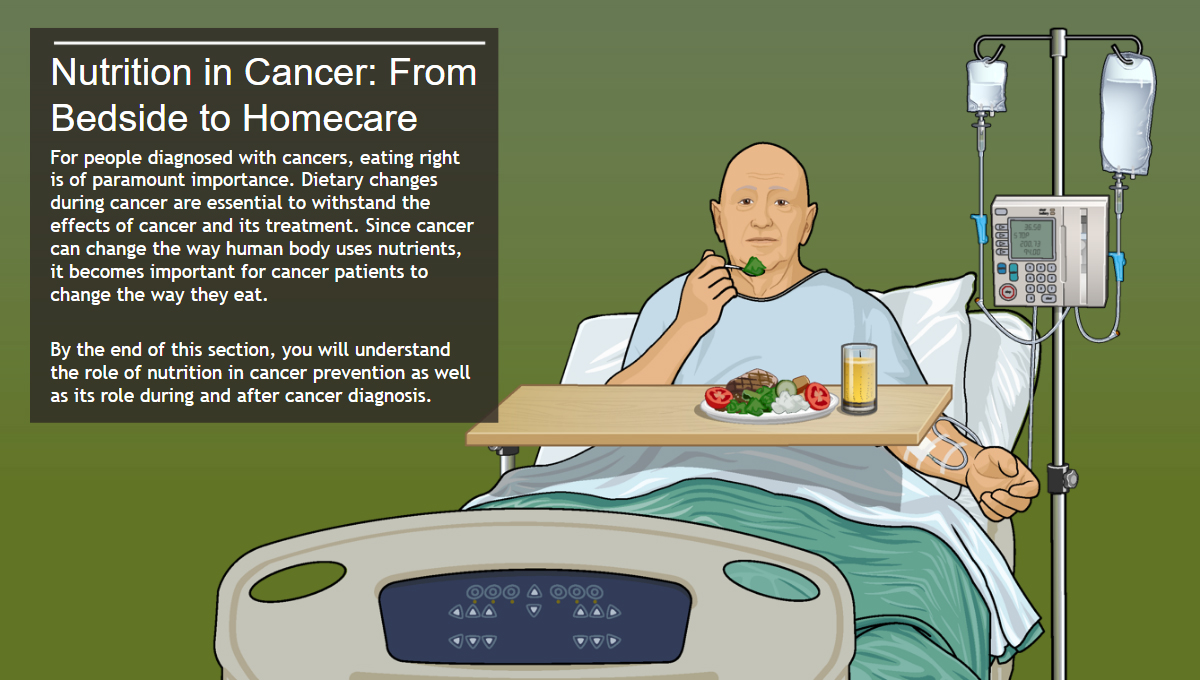 Nutrition in Cancer: From
Bedside to Homecare
For people diagnosed with cancers, eating right
is of paramount importance. Dietary changes
during cancer are essential to withstand the
effects of cancer and its treatment. Since cancer
can change the way human body uses nutrients,
it becomes important for cancer patients to
change the way they eat.
By the end of this section, you will understand
the role of nutrition in cancer prevention as well
as its role during and after cancer diagnosis.